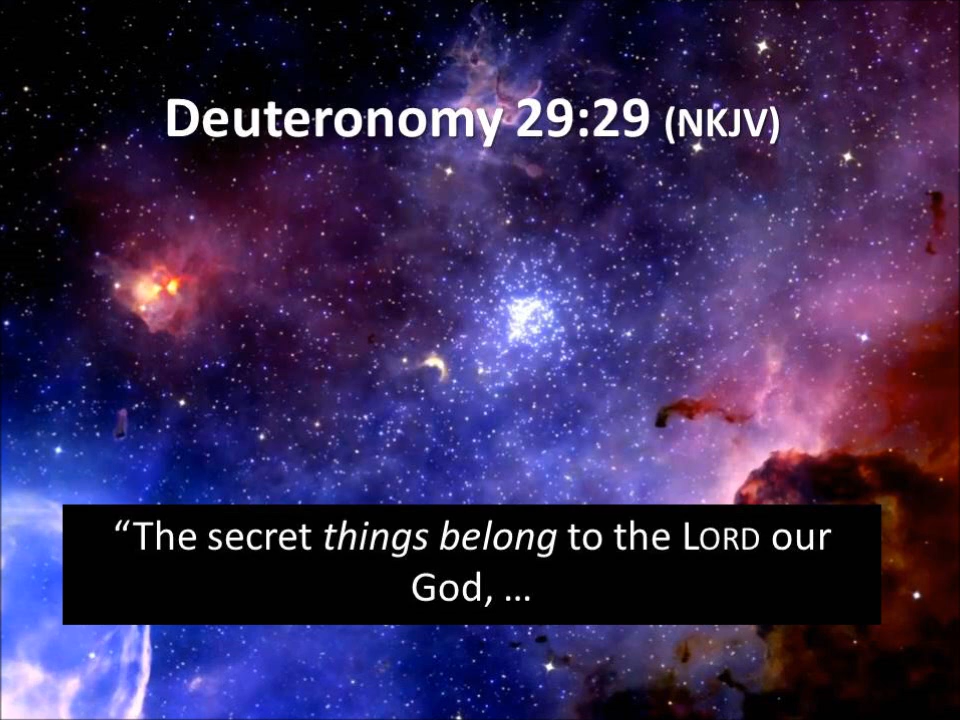 Deuteronomy 29:29 (NKJV)
“The secret things belong to the LORD our
God, …